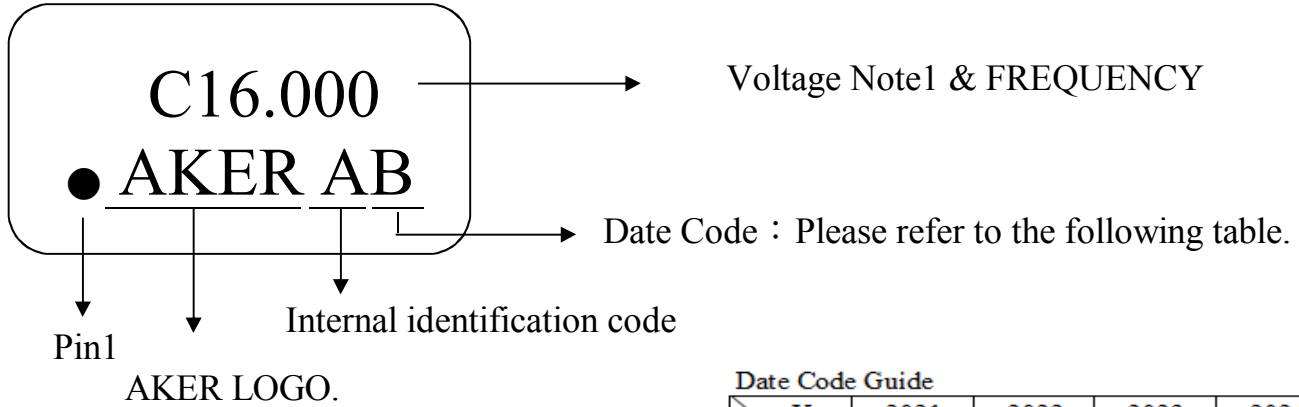 C16.000
Voltage Note1 & FREQUENCY
AKER AB
Date Code：Please refer to the following table.
Internal identification code
Pin1
AKER LOGO.
Date Code Guide